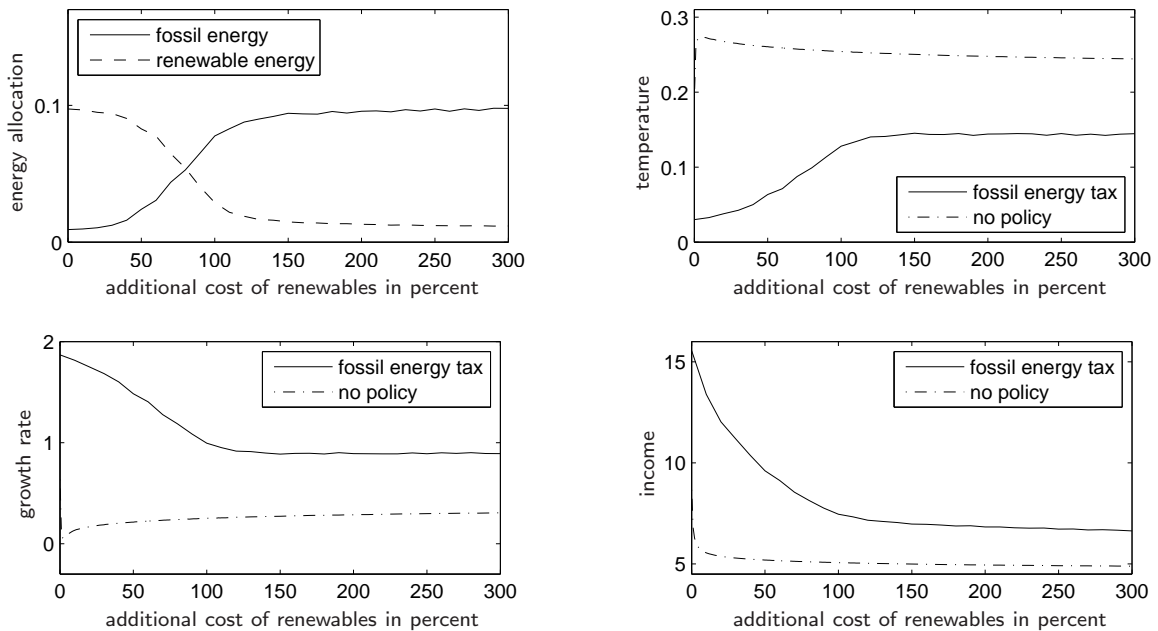 fossil energy
renewable energy
energy allocation
0.1
0
0 50 100 150 200 250 300
additional cost of renewables in percent
0.3
0.2
0.1
0
temperature
fossil energy tax
no policy
0 50 100 150 200 250 300
additional cost of renewables in percent
2
1
0
growth rate
fossil energy tax
no policy
0 50 100 150 200 250 300
additional cost of renewables in percent
15
10
5
income
fossil energy tax
no policy
0 50 100 150 200 250 300
additional cost of renewables in percent